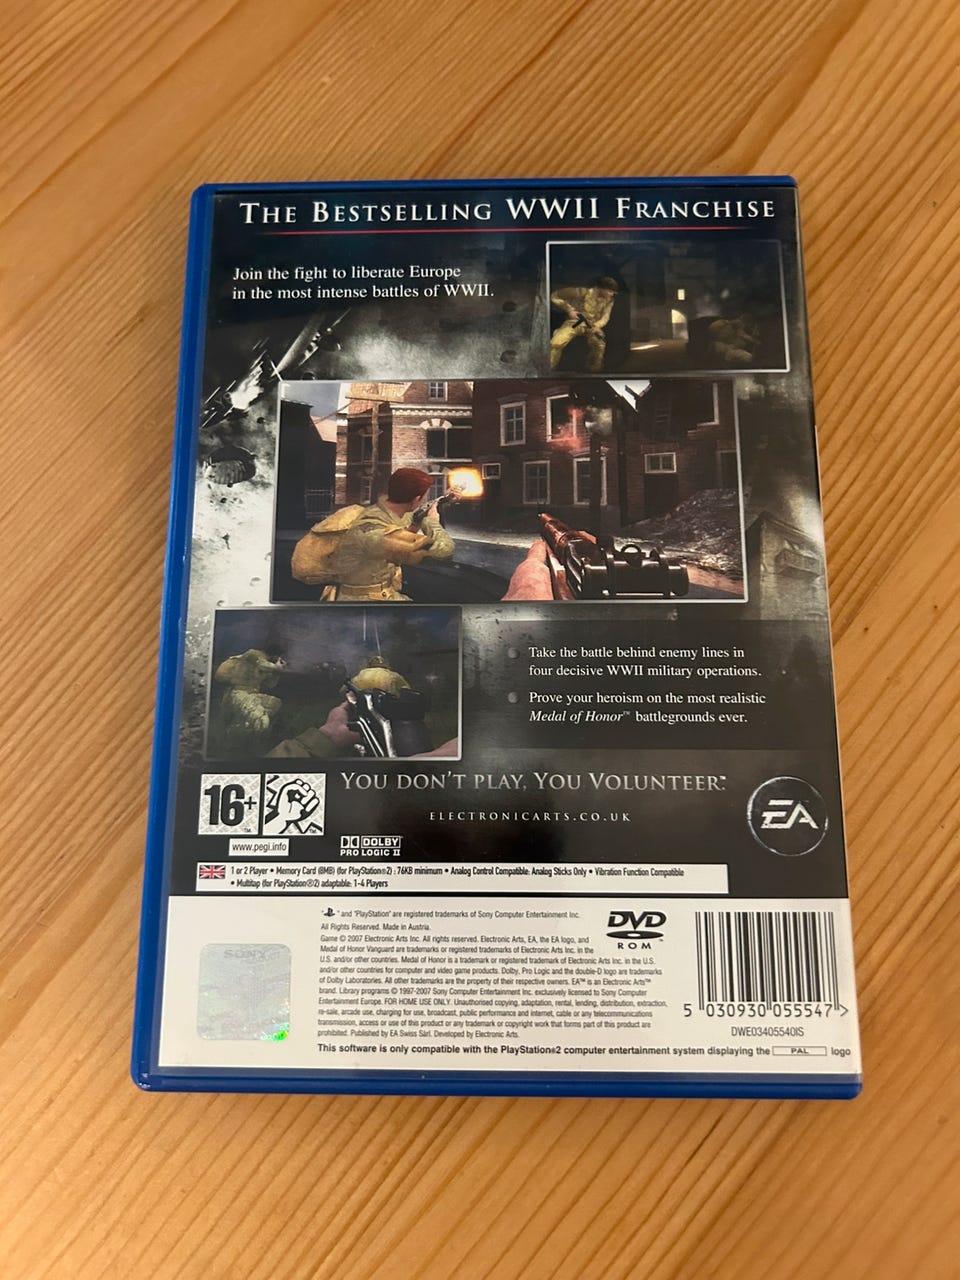 THE BESTSELLING WWII FRANCHISE
Join the fight to liberate Europe
in the most intense battles of WWII.
Take the battle behind enemy lines in
four decisive WWII military operations.
Prove your heroism on the most realistic
Medal of Honor™ battlegrounds ever.
YOU DON'T PLAY, YOU VOLUNTEER.™
ELECTRONICARTS.CO.UK
EA
16+
www.pegi.info
DOLBY
PRO LOGIC II
1 or 2 Player • Memory Card (8MB) (for PlayStation®2) : 76KB minimum • Analog Control Compatible: Analog Sticks Only • Vibration Function Compatible
• Multitap (for PlayStation®2) adaptable: 1-4 Players
SONY
" " and "PlayStation" are registered trademarks of Sony Computer Entertainment Inc.
All Rights Reserved. Made in Austria.
Game © 2007 Electronic Arts Inc. All rights reserved. Electronic Arts, EA, the EA logo, and
Medal of Honor Vanguard are trademarks or registered trademarks of Electronic Arts Inc. in the
U.S. and/or other countries. Medal of Honor is a trademark or registered trademark of Electronic Arts Inc. in the U.S.
and/or other countries for computer and video game products. Dolby, Pro Logic and the double-D logo are trademarks
of Dolby Laboratories. All other trademarks are the property of their respective owners. EA™ is an Electronic Arts™
brand. Library programs © 1997-2007 Sony Computer Entertainment Inc. exclusively licensed to Sony Computer
Entertainment Europe. FOR HOME USE ONLY. Unauthorised copying, adaptation, rental, lending, distribution, extraction,
re-sale, arcade use, charging for use, broadcast, public performance and internet, cable or any telecommunications
transmission, access or use of this product or any trademark or copyright work that forms part of this product are
prohibited. Published by EA Swiss Sàrl. Developed by Electronic Arts.
This software is only compatible with the PlayStation®2 computer entertainment system displaying the PAL logo
DVD
ROM
5 030930 055547 >
DWE03405540IS